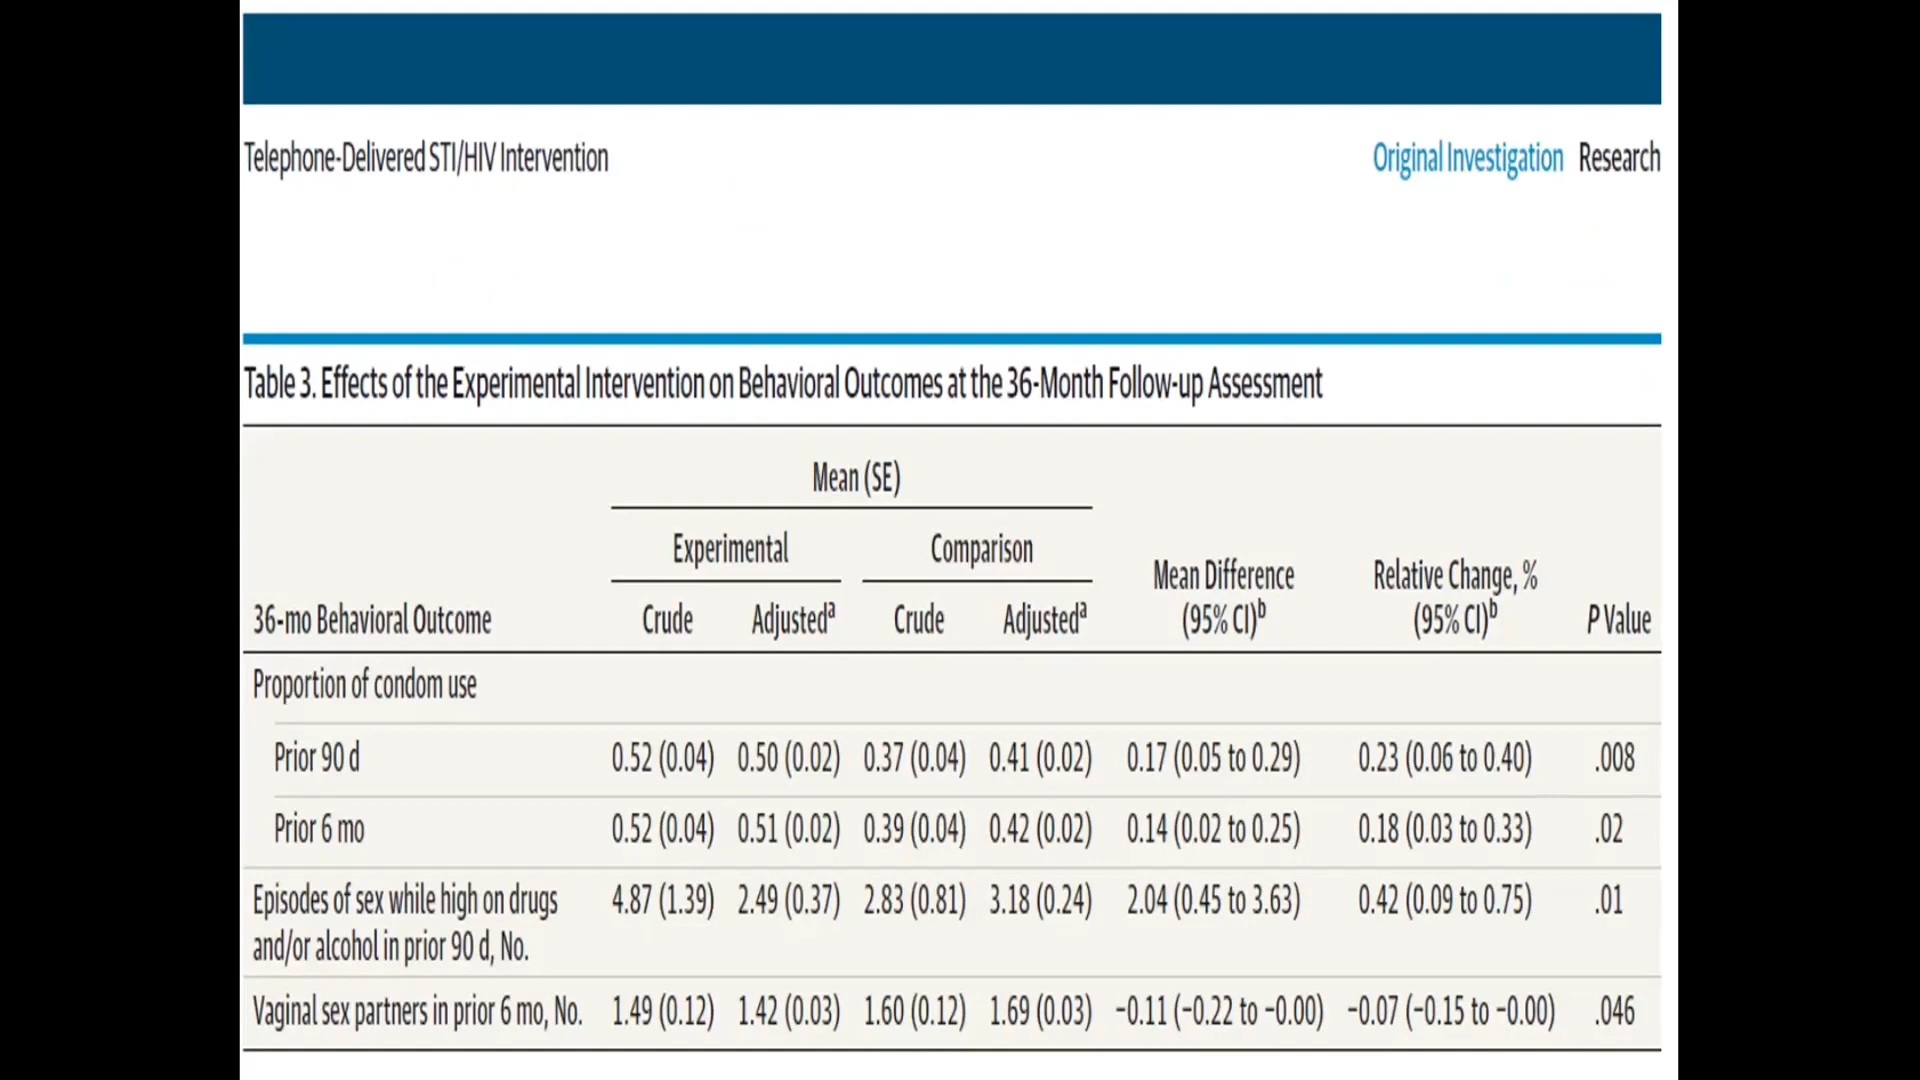 Telephone-Delivered STI/HIV Intervention
Original Investigation Research
Table 3. Effects of the Experimental Intervention on Behavioral Outcomes at the 36-Month Follow-up Assessment
Mean (SE)
Experimental Comparison
Mean Difference Relative Change, %
36-mo Behavioral Outcome Crude Adjustedᵃ Crude Adjustedᵃ (95% CI)ᵇ (95% CI)ᵇ P Value
Proportion of condom use
Prior 90 d 0.52 (0.04) 0.50 (0.02) 0.37 (0.04) 0.41 (0.02) 0.17 (0.05 to 0.29) 0.23 (0.06 to 0.40) .008
Prior 6 mo 0.52 (0.04) 0.51 (0.02) 0.39 (0.04) 0.42 (0.02) 0.14 (0.02 to 0.25) 0.18 (0.03 to 0.33) .02
Episodes of sex while high on drugs 4.87 (1.39) 2.49 (0.37) 2.83 (0.81) 3.18 (0.24) 2.04 (0.45 to 3.63) 0.42 (0.09 to 0.75) .01
and/or alcohol in prior 90 d, No.
Vaginal sex partners in prior 6 mo, No. 1.49 (0.12) 1.42 (0.03) 1.60 (0.12) 1.69 (0.03) −0.11 (−0.22 to −0.00) −0.07 (−0.15 to −0.00) .046